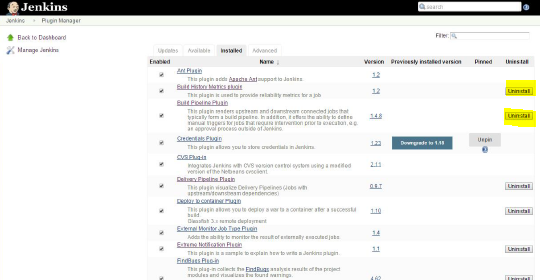 Jenkins
search
Jenkins
Plugin Manager
Back to Dashboard
Manage Jenkins
Filter:
Updates Available Installed Advanced
Enabled Name ↓ Version Previously installed version Pinned Uninstall
Ant Plugin
This plugin adds Apache Ant support to Jenkins.
1.2
Build History Metrics plugin
This plugin is used to provide reliability metrics for a job
1.2
Uninstall
Build Pipeline Plugin
This plugin renders upstream and downstream connected jobs that
typically form a build pipeline. In addition, it offers the ability to define
manual triggers for jobs that require intervention prior to execution, e.g.
an approval process outside of Jenkins.
1.4.8
Uninstall
Credentials Plugin
This plugin allows you to store credentials in Jenkins.
1.23
Downgrade to 1.18
Unpin
CVS Plug-in
Integrates Jenkins with CVS version control system using a modified
version of the Netbeans cvsclient.
2.11
Delivery Pipeline Plugin
This plugin visualize Delivery Pipelines (Jobs with
upstream/downstream dependencies)
0.8.7
Uninstall
Deploy to container Plugin
This plugin allows you to deploy a war to a container after a successful
build.
Glassfish 3.x remote deployment
1.10
Uninstall
External Monitor Job Type Plugin
Adds the ability to monitor the result of externally executed jobs.
1.4
Extreme Notification Plugin
This plugin is a sample to explain how to write a Jenkins plugin.
1.1
Uninstall
FindBugs Plug-in
This plug-in collects the FindBugs analysis results of the project
modules and visualizes the found warnings.
4.62
Uninstall